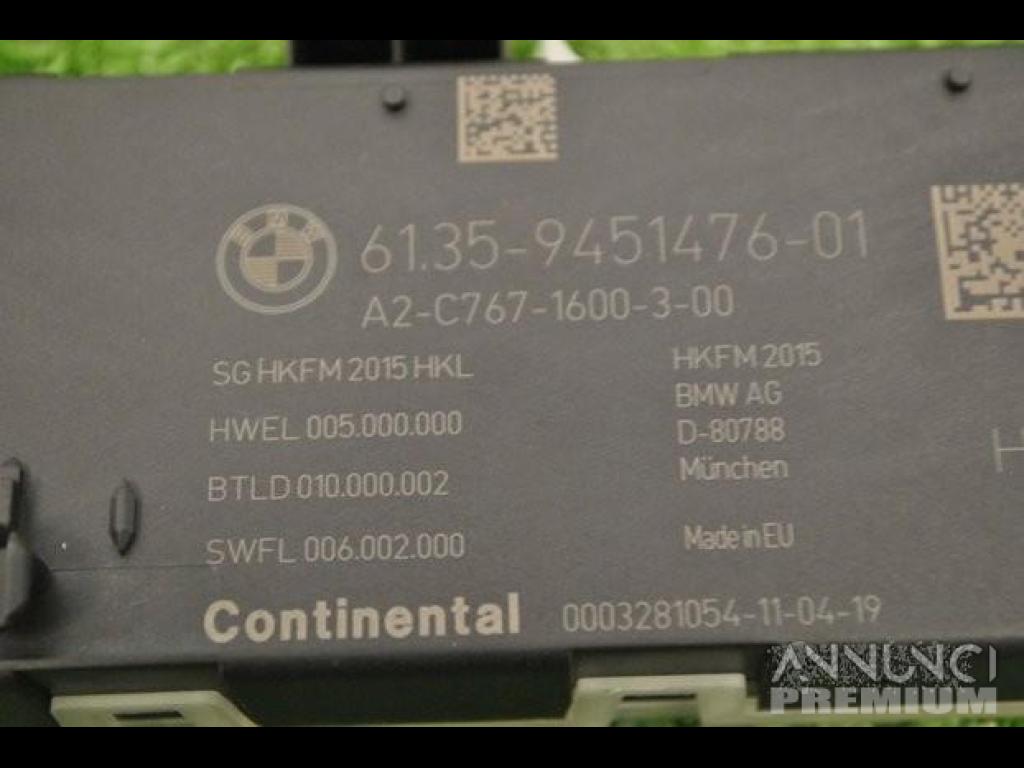 BMW
61.35-9451476-01
A2-C767-1600-3-00
SG HKFM 2015 HKL
HWEL 005.000.000
BTLD 010.000.002
SWFL 006.002.000
HKFM 2015
BMW AG
D-80788
München
Made in EU
H
Continental
0003281054-11-04-19
ANNUNCI
PREMIUM